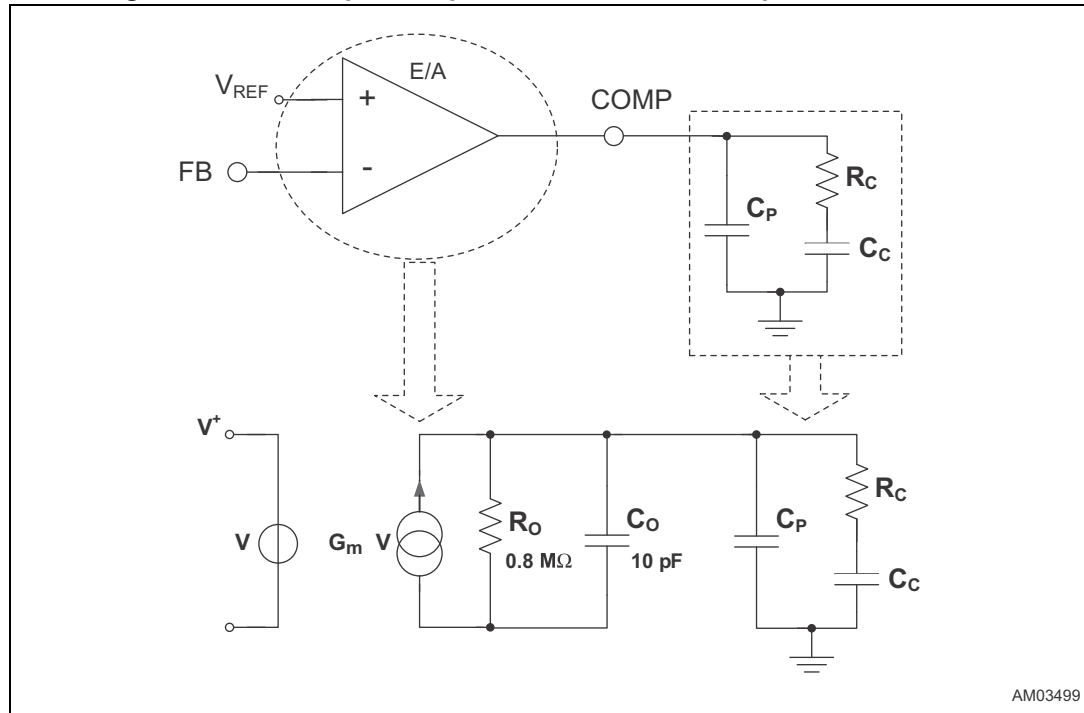 E/A
V_REF
+
COMP
FB
-
R_C
C_P
C_C
V+
V
G_m V
R_O
0.8 MΩ
C_O
10 pF
C_P
R_C
C_C
AM03499